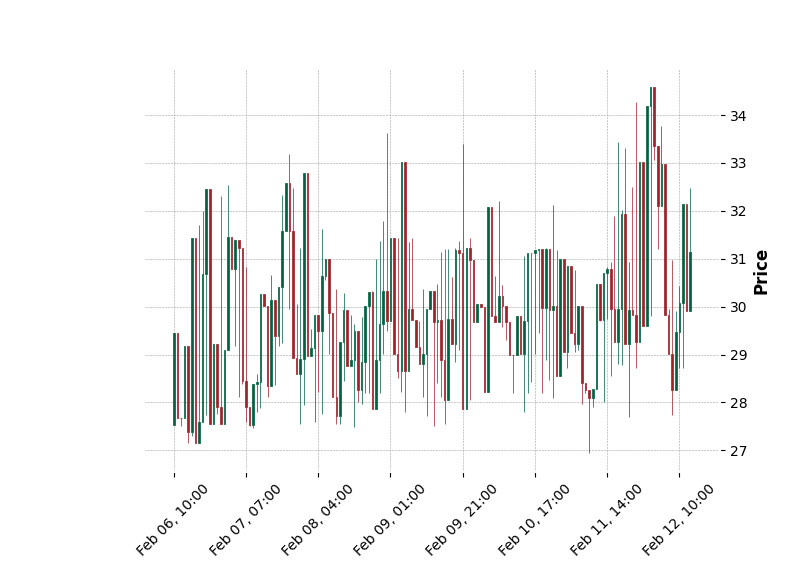 34
33
32
31
30
29
28
27
Price
Feb 06, 10:00
Feb 07, 07:00
Feb 08, 04:00
Feb 09, 01:00
Feb 09, 21:00
Feb 10, 17:00
Feb 11, 14:00
Feb 12, 10:00